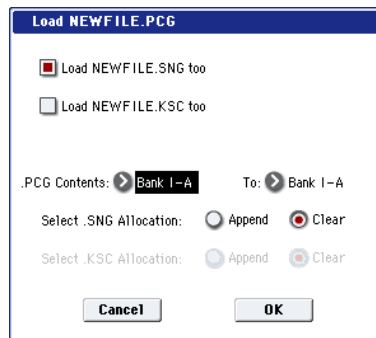 Load NEWFILE.PCG
Load NEWFILE.SNG too
Load NEWFILE.KSC too
.PCG Contents: Bank I-A To: Bank I-A
Select .SNG Allocation: Append Clear
Select .KSC Allocation: Append Clear
Cancel OK